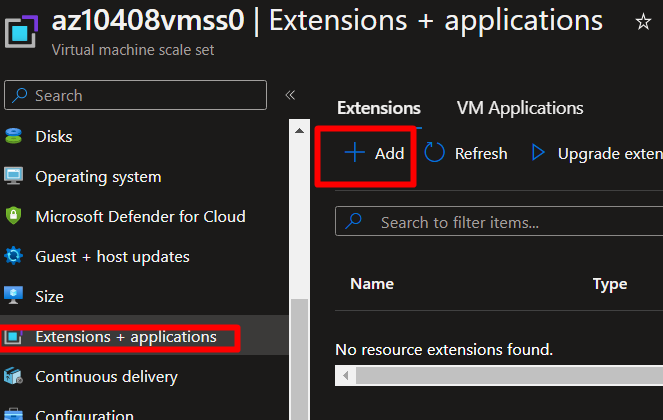 az10408vmss0 | Extensions + applications
Virtual machine scale set
Search
Disks
Operating system
Microsoft Defender for Cloud
Guest + host updates
Size
Extensions + applications
Continuous delivery
Configuration
Extensions VM Applications
Add Refresh Upgrade exten
Search to filter items...
Name Type
No resource extensions found.